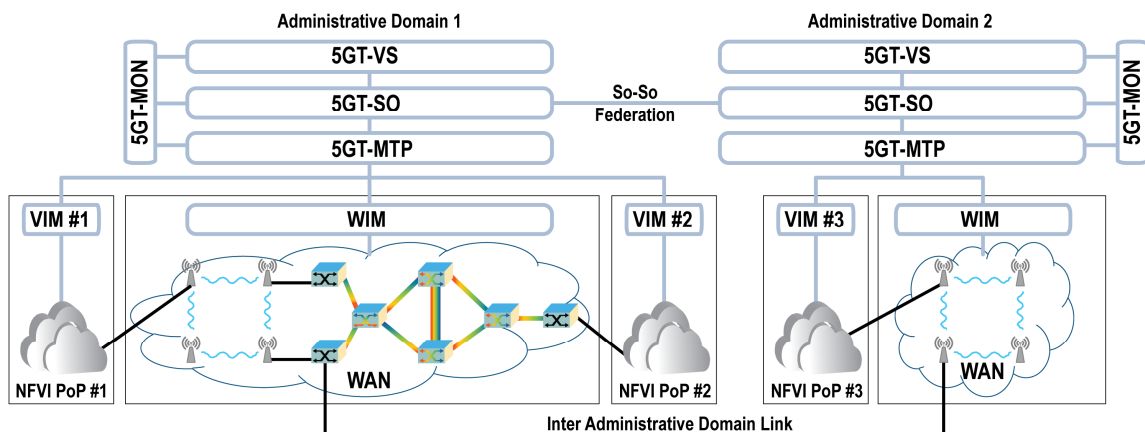 Administrative Domain 1
Administrative Domain 2
5GT-MON
5GT-VS
5GT-SO
5GT-MTP
So-So
Federation
5GT-VS
5GT-SO
5GT-MTP
5GT-MON
VIM #1
WIM
VIM #2
VIM #3
WIM
NFVI PoP #1
WAN
NFVI PoP #2
NFVI PoP #3
WAN
Inter Administrative Domain Link